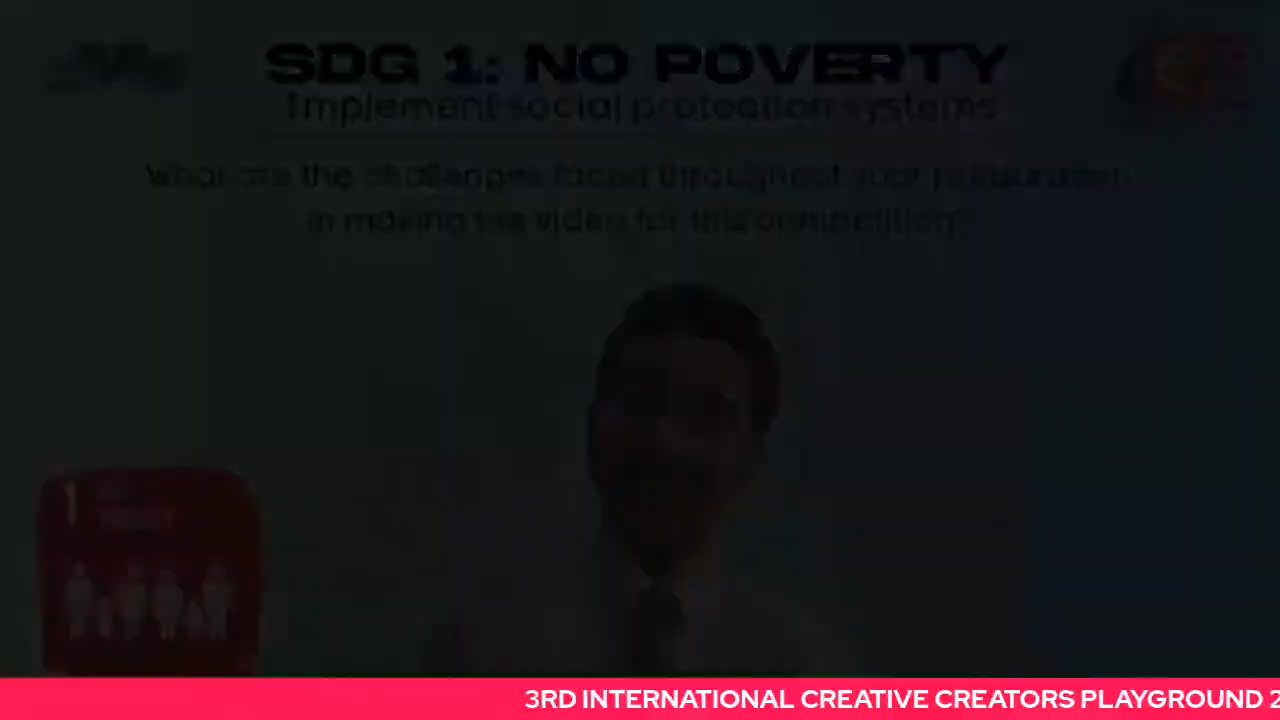 SDG 1: NO POVERTY
Implement social protection systems
What are the challenges faced throughout your preparation
in making the video for this competition?
1
3RD INTERNATIONAL CREATIVE CREATORS PLAYGROUND 2